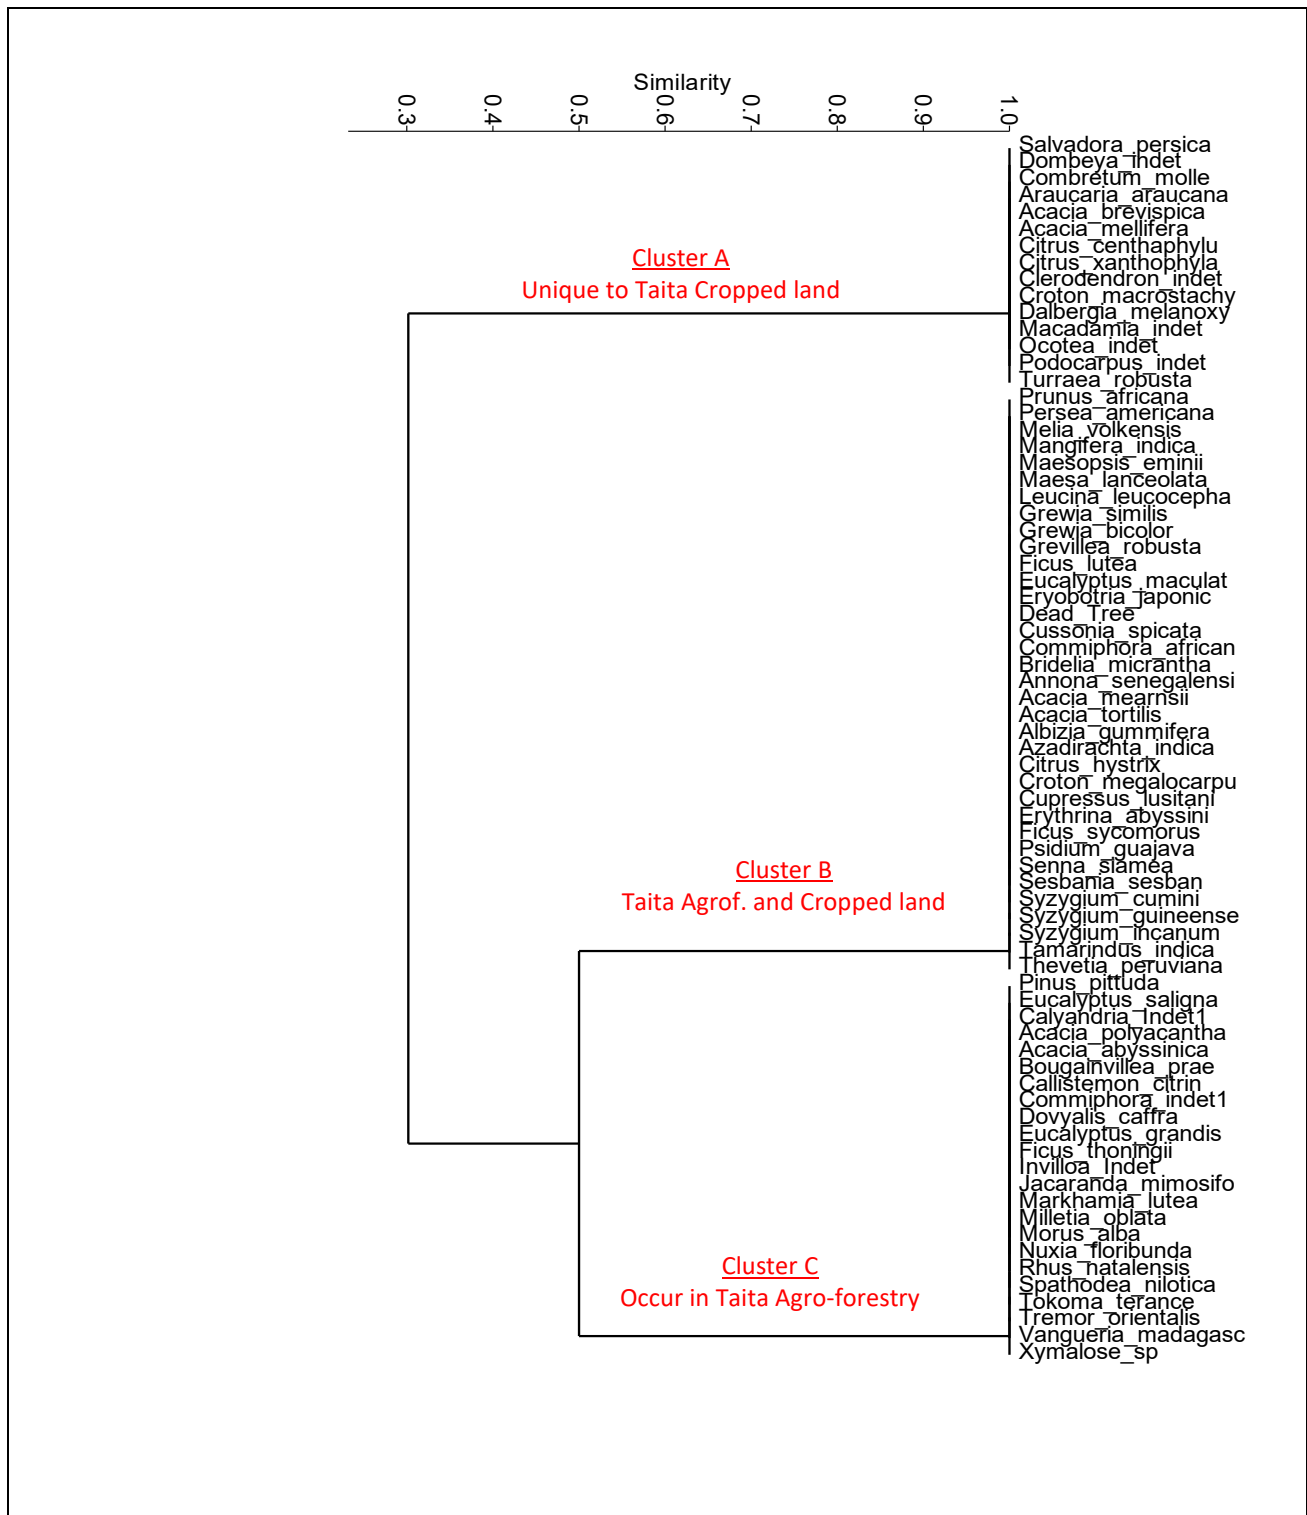 Similarity
0.3 0.4 0.5 0.6 0.7 0.8 0.9 1.0
Salvadora_persica
Dombeya_indet
Combretum_molle
Araucaria_araucana
Acacia_brevispica
Acacia_mellifera
Citrus_centhaphylu
Cluster A
Citrus_xanthophyla
Clerodendron_indet
Unique to Taita Cropped land
Croton_macrostachy
Dalbergia_melanoxy
Macadamia_indet
Ocotea_indet
Podocarpus_indet
Turraea_robusta
Prunus_africana
Persea_americana
Melia_volkensis
Mangifera_indica
Maesopsis_eminii
Maesa_lanceolata
Leucina_leucocepha
Grewia_similis
Grewia_bicolor
Grevillea_robusta
Ficus_lutea
Eucalyptus_maculat
Eryobotria_japonic
Dead_Tree
Cussonia_spicata
Commiphora_african
Bridelia_micrantha
Annona_senegalensi
Acacia_mearnsii
Acacia_tortilis
Albizia_gummifera
Azadirachta_indica
Citrus_hystrix
Croton_megalocarpu
Cupressus_lusitani
Erythrina_abyssini
Ficus_sycomorus
Psidium_guajava
Senna_siamea
Cluster B
Sesbania_sesban
Syzygium_cumini
Taita Agrof. and Cropped land
Syzygium_guineense
Syzygium_incanum
Tamarindus_indica
Thevetia_peruviana
Pinus_pittuda
Eucalyptus_saligna
Calyandria_Indet1
Acacia_polyacantha
Acacia_abyssinica
Bougainvillea_prae
Callistemon_citrin
Commiphora_indet1
Dovyalis_caffra
Eucalyptus_grandis
Ficus_thoningii
Invilloa_Indet
Jacaranda_mimosifo
Markhamia_lutea
Milletia_oblata
Morus_alba
Nuxia_floribunda
Cluster C
Rhus_natalensis
Spathodea_nilotica
Occur in Taita Agro-forestry
Tokoma_terance
Tremor_orientalis
Vangueria_madagasc
Xymalose_sp